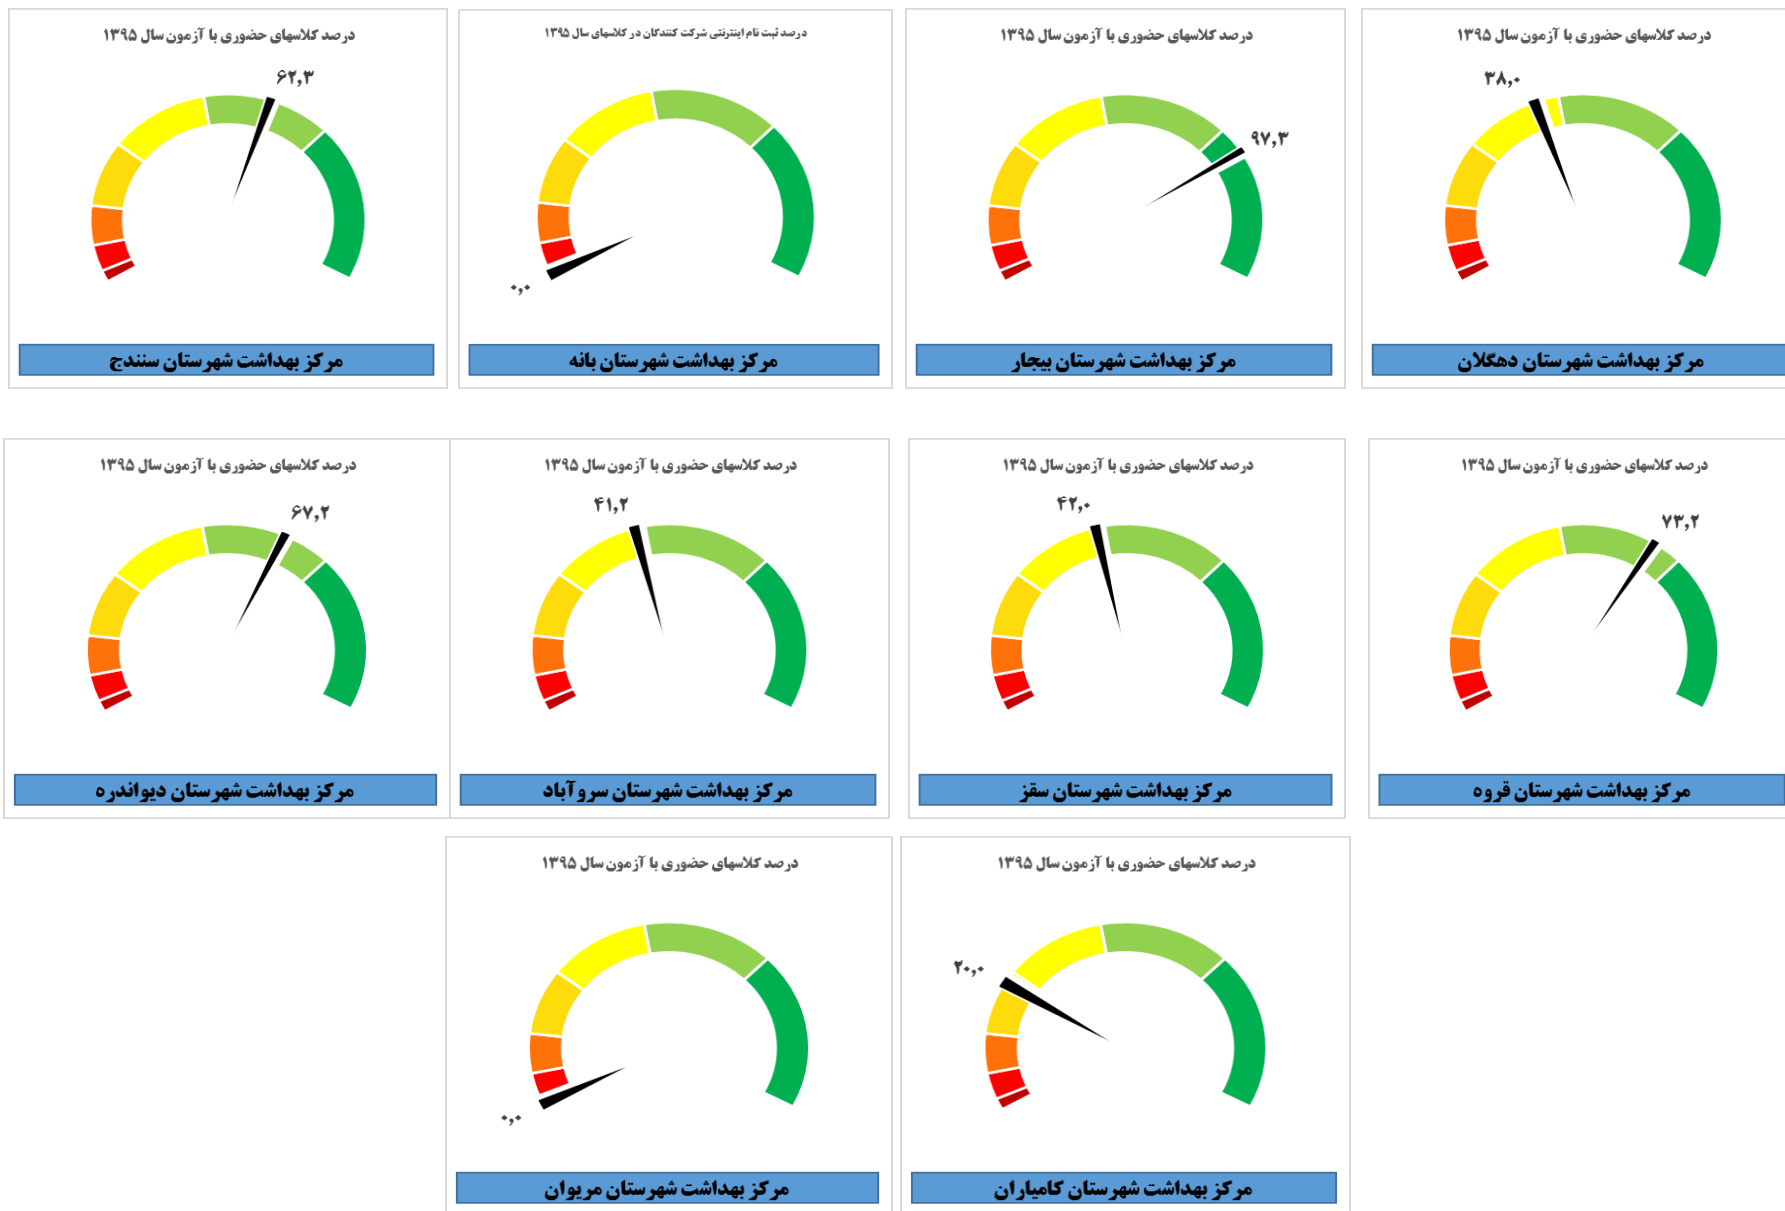 درصد کلاسهای حضوری با آزمون سال ۱۳۹۵
۶۲,۳
مرکز بهداشت شهرستان سنندج
درصد ثبت نام اینترنتی شرکت کنندگان در کلاسهای سال ۱۳۹۵
۰,۰
مرکز بهداشت شهرستان بانه
درصد کلاسهای حضوری با آزمون سال ۱۳۹۵
۹۷,۳
مرکز بهداشت شهرستان بیجار
درصد کلاسهای حضوری با آزمون سال ۱۳۹۵
۳۸,۰
مرکز بهداشت شهرستان دهگلان
درصد کلاسهای حضوری با آزمون سال ۱۳۹۵
۶۷,۲
مرکز بهداشت شهرستان دیواندره
درصد کلاسهای حضوری با آزمون سال ۱۳۹۵
۴۱,۲
مرکز بهداشت شهرستان سروآباد
درصد کلاسهای حضوری با آزمون سال ۱۳۹۵
۴۲,۰
مرکز بهداشت شهرستان سقز
درصد کلاسهای حضوری با آزمون سال ۱۳۹۵
۷۳,۲
مرکز بهداشت شهرستان قروه
درصد کلاسهای حضوری با آزمون سال ۱۳۹۵
۰,۰
مرکز بهداشت شهرستان مریوان
درصد کلاسهای حضوری با آزمون سال ۱۳۹۵
۲۰,۰
مرکز بهداشت شهرستان کامیاران